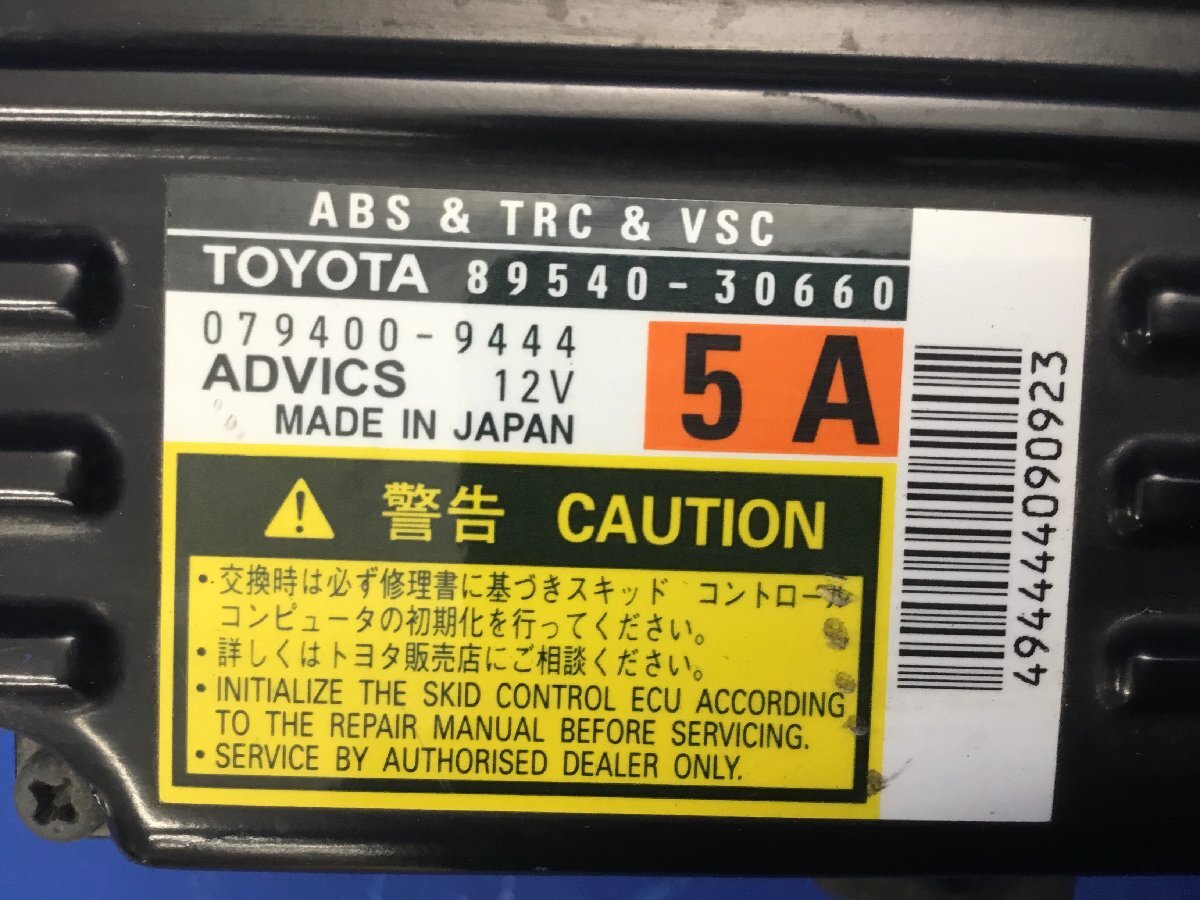 ABS & TRC & VSC
TOYOTA 89540-30660
079400-9444
ADVICS 12V
MADE IN JAPAN
5A
警告 CAUTION
・交換時は必ず修理書に基づきスキッド コントロール
コンピュータの初期化を行ってください。
・詳しくはトヨタ販売店にご相談ください。
・INITIALIZE THE SKID CONTROL ECU ACCORDING
TO THE REPAIR MANUAL BEFORE SERVICING.
・SERVICE BY AUTHORISED DEALER ONLY.
494444090923